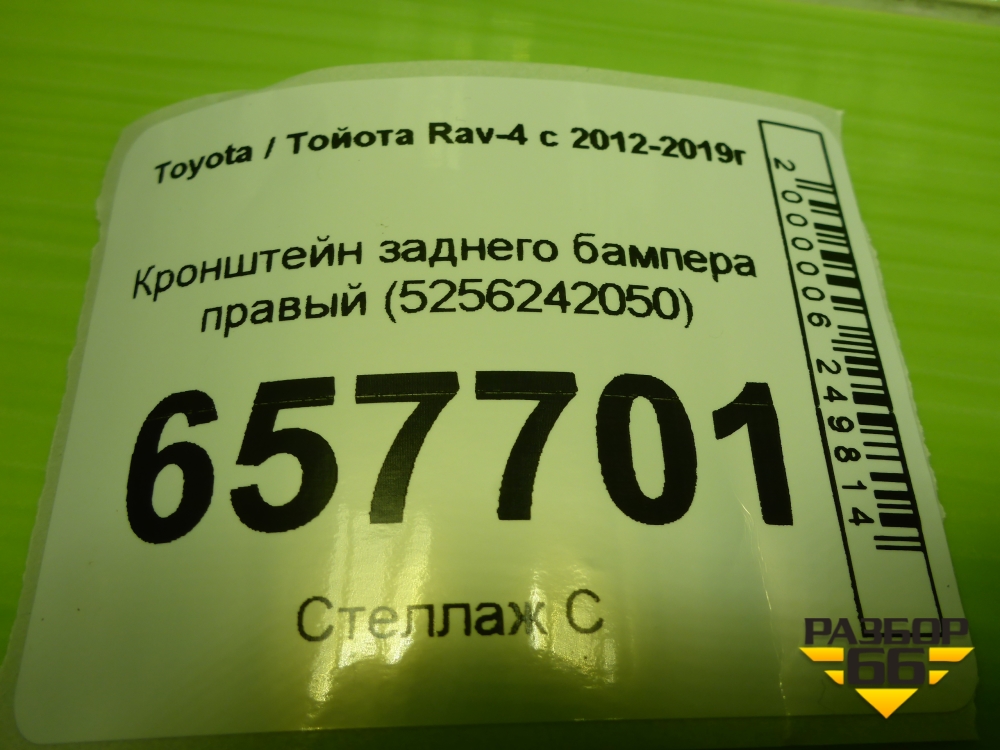 Toyota / Тойота Rav-4 с 2012-2019г
Кронштейн заднего бампера
правый (5256242050)
657701
Стеллаж С
2000006249814
РАЗБОР
66